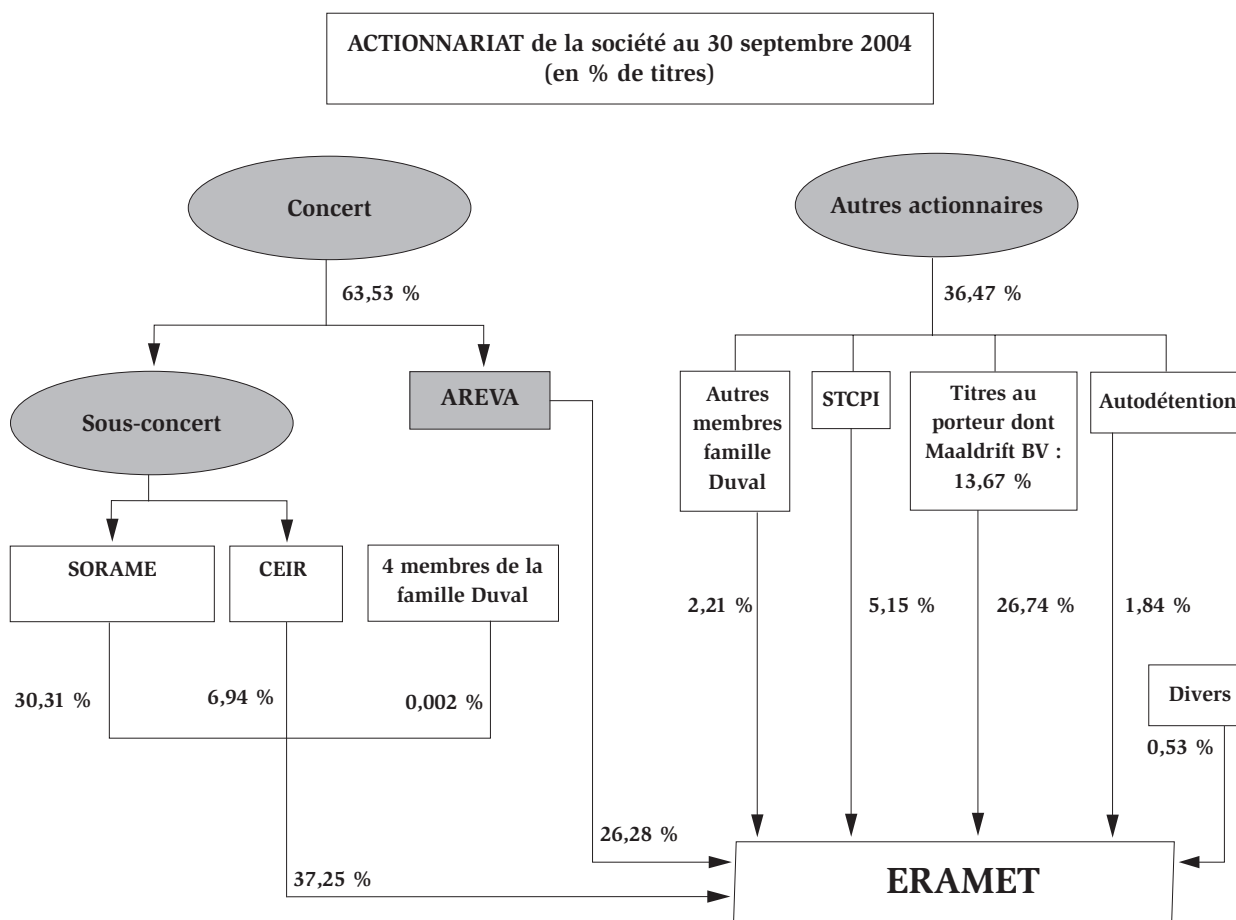 ACTIONNARIAT de la société au 30 septembre 2004
(en % de titres)
Concert
Autres actionnaires
63,53 %
36,47 %
Sous-concert
AREVA
Autres
membres
famille
Duval
STCPI
Titres au
porteur dont
Maaldrift BV :
13,67 %
Autodétention
SORAME
CEIR
4 membres de la
famille Duval
2,21 %
5,15 %
26,74 %
1,84 %
30,31 %
6,94 %
0,002 %
Divers
0,53 %
26,28 %
37,25 %
ERAMET